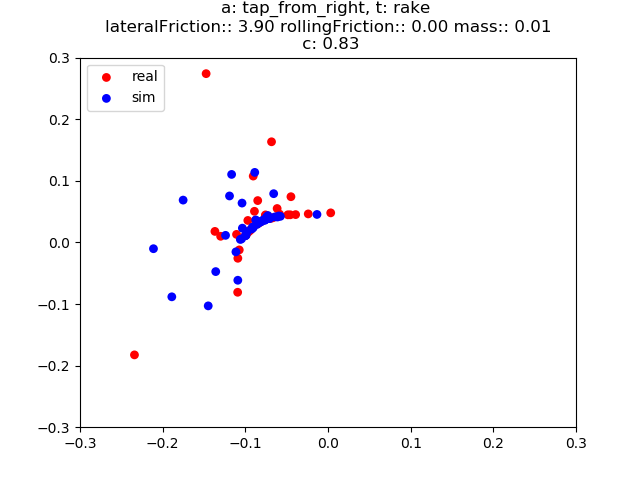 a: tap_from_right, t: rake
lateralFriction:: 3.90 rollingFriction:: 0.00 mass:: 0.01
c: 0.83
real
sim
0.3
0.2
0.1
0.0
−0.1
−0.2
−0.3
−0.3
−0.2
−0.1
0.0
0.1
0.2
0.3